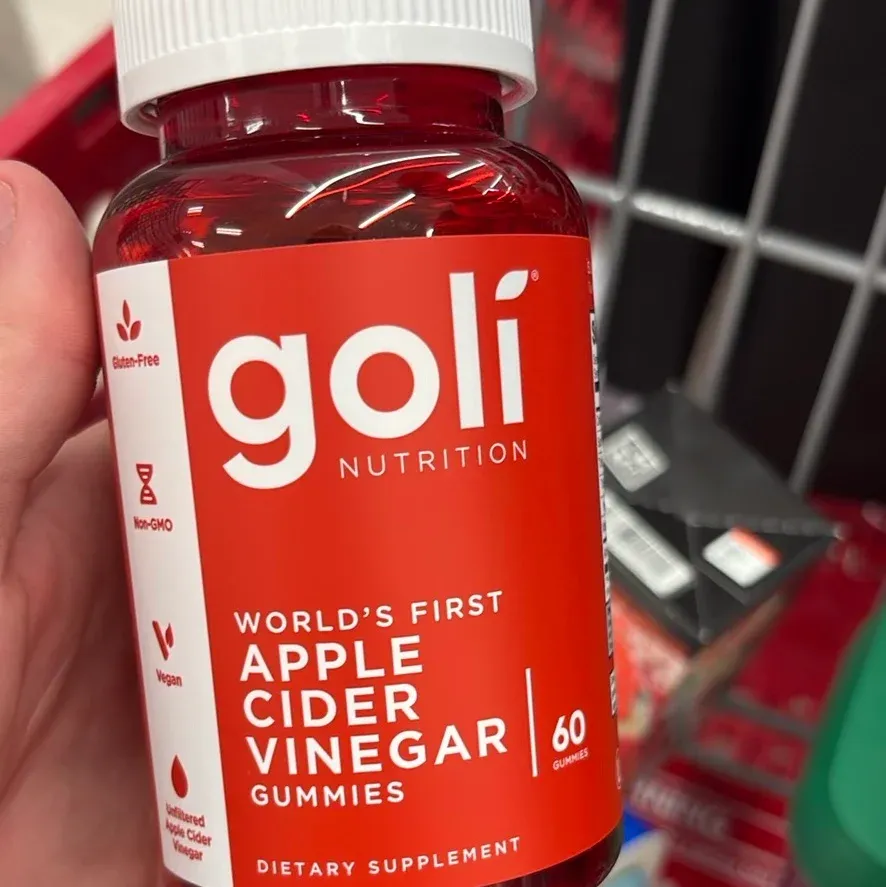 goli®
NUTRITION
WORLD'S FIRST
APPLE
CIDER
VINEGAR
GUMMIES
60
GUMMIES
DIETARY SUPPLEMENT
Gluten-Free
Non-GMO
Vegan
Unfiltered
Apple Cider
Vinegar